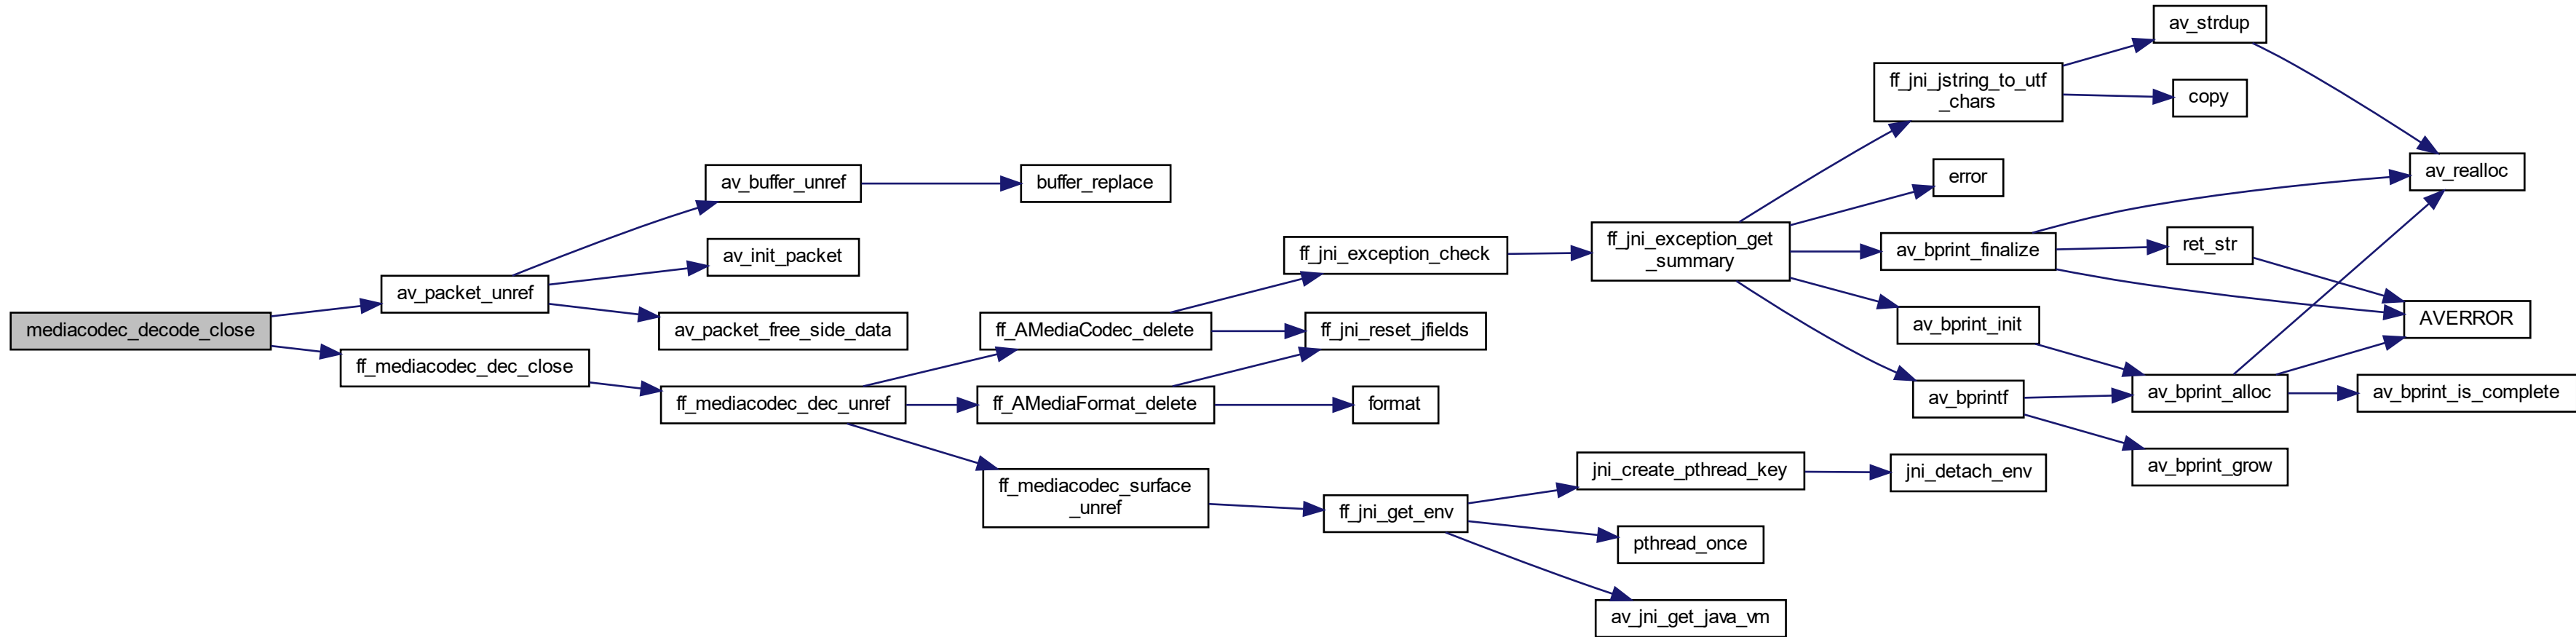 mediacodec_decode_close
av_packet_unref
ff_mediacodec_dec_close
av_buffer_unref
av_init_packet
av_packet_free_side_data
ff_mediacodec_dec_unref
buffer_replace
ff_AMediaCodec_delete
ff_AMediaFormat_delete
ff_mediacodec_surface
_unref
ff_jni_exception_check
ff_jni_reset_jfields
format
ff_jni_get_env
ff_jni_exception_get
_summary
jni_create_pthread_key
pthread_once
av_jni_get_java_vm
ff_jni_jstring_to_utf
_chars
error
av_bprint_finalize
av_bprint_init
av_bprintf
jni_detach_env
av_strdup
copy
ret_str
av_bprint_alloc
av_bprint_grow
av_realloc
AVERROR
av_bprint_is_complete